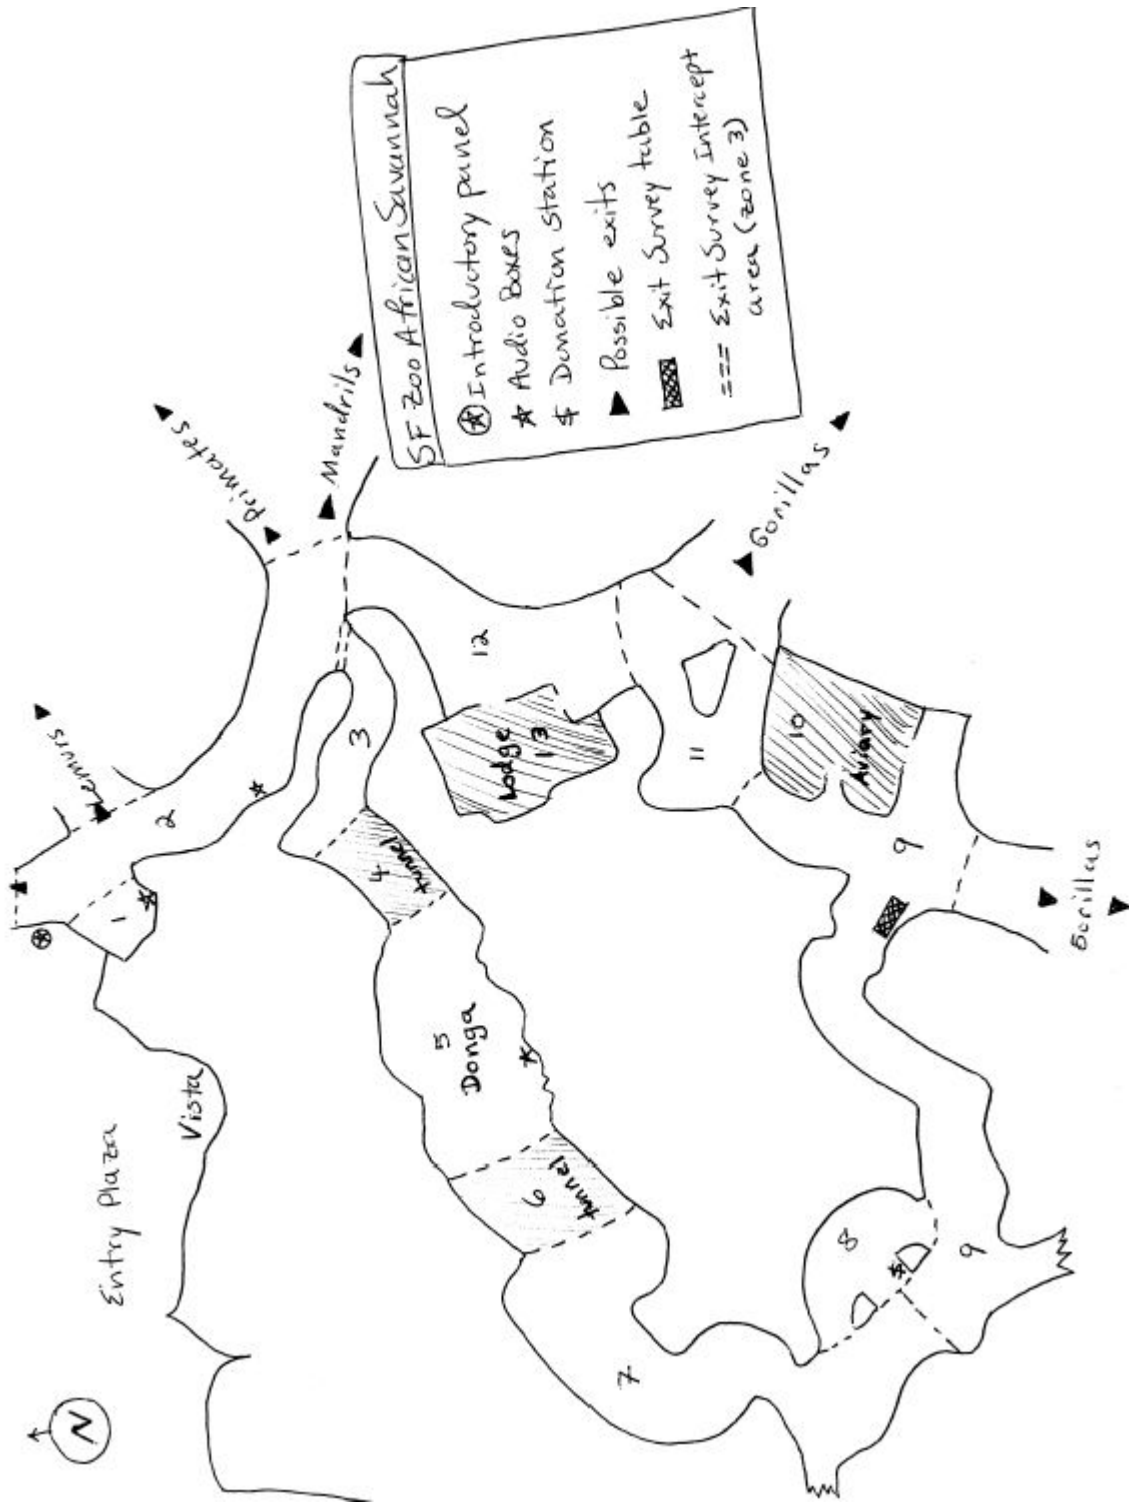 SF Zoo African Savannah
Introductory panel
Audio Boxes
$ Donation Station
Possible exits
Exit Survey table
=== Exit Survey Intercept
area (zone 3)
Primates
Mandrils
Lemurs
Gorillas
Gorillas
Entry Plaza
Vista
1
2
3
4
tunnel
5
Donga
6
tunnel
7
8
$
9
9
10
Aviary
11
12
Lodge
13
N